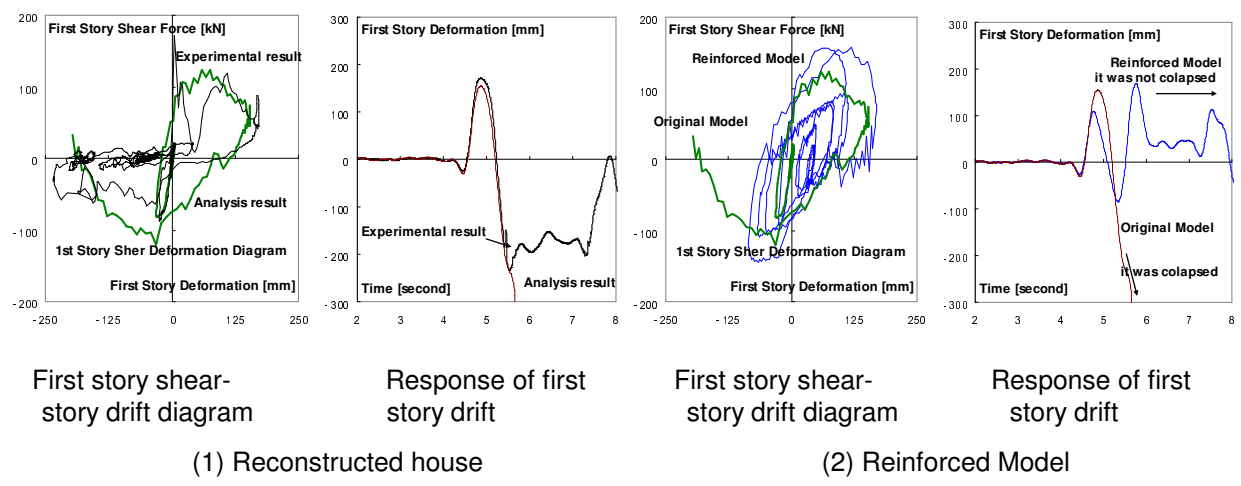 First Story Shear Force [kN]
Experimental result
Analysis result
1st Story Sher Deformation Diagram
First Story Deformation [mm]
200
100
0
- 100
- 200
- 250
- 125
0
125
250
First story shear-
story drift diagram
First Story Deformation [mm]
Experimental result
Analysis result
Time [second]
300
200
100
0
- 100
- 200
- 300
2
3
4
5
6
7
8
Response of first
story drift
(1) Reconstructed house
First Story Shear Force [kN]
Reinforced Model
Original Model
1st Story Sher Deformation Diagram
First Story Deformation [mm]
200
100
0
- 100
- 200
- 250
- 125
0
125
250
First story shear-
story drift diagram
First Story Deformation [mm]
Reinforced Model
it was not colapsed
Original Model
it was colapsed
Time [second]
300
200
100
0
- 100
- 200
- 300
2
3
4
5
6
7
8
Response of first
story drift
(2) Reinforced Model